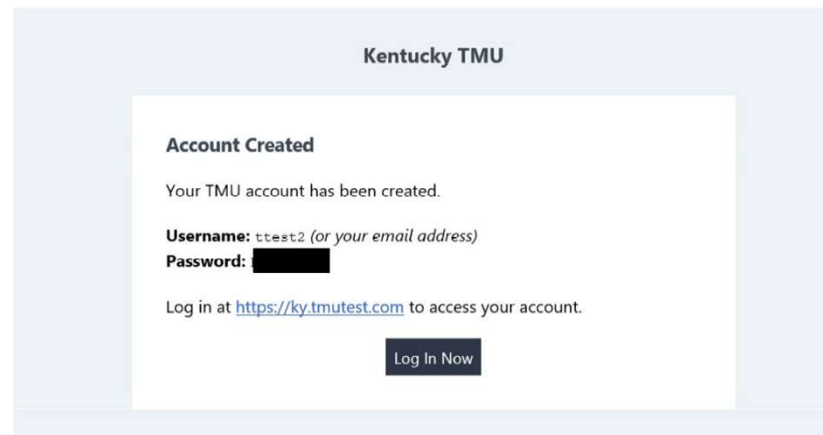 Kentucky TMU
Account Created
Your TMU account has been created.
Username: ttest2 (or your email address)
Password:
Log in at https://ky.tmutest.com to access your account.
Log In Now